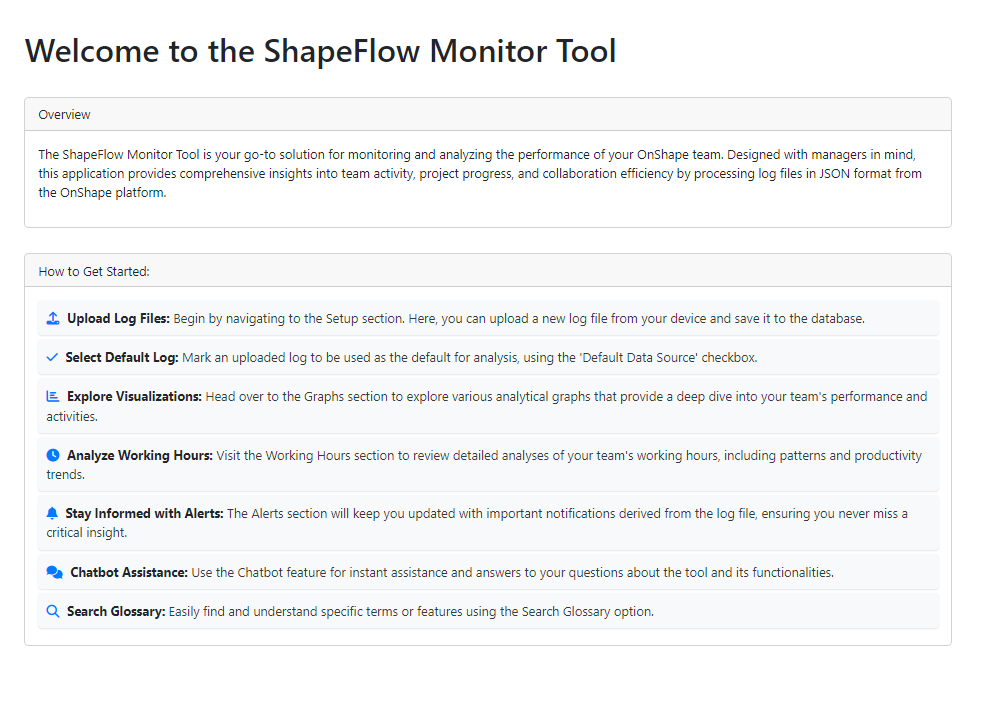 Welcome to the ShapeFlow Monitor Tool
Overview
The ShapeFlow Monitor Tool is your go-to solution for monitoring and analyzing the performance of your OnShape team. Designed with managers in mind,
this application provides comprehensive insights into team activity, project progress, and collaboration efficiency by processing log files in JSON format from
the OnShape platform.
How to Get Started:
Upload Log Files: Begin by navigating to the Setup section. Here, you can upload a new log file from your device and save it to the database.
Select Default Log: Mark an uploaded log to be used as the default for analysis, using the 'Default Data Source' checkbox.
Explore Visualizations: Head over to the Graphs section to explore various analytical graphs that provide a deep dive into your team's performance and
activities.
Analyze Working Hours: Visit the Working Hours section to review detailed analyses of your team's working hours, including patterns and productivity
trends.
Stay Informed with Alerts: The Alerts section will keep you updated with important notifications derived from the log file, ensuring you never miss a
critical insight.
Chatbot Assistance: Use the Chatbot feature for instant assistance and answers to your questions about the tool and its functionalities.
Search Glossary: Easily find and understand specific terms or features using the Search Glossary option.